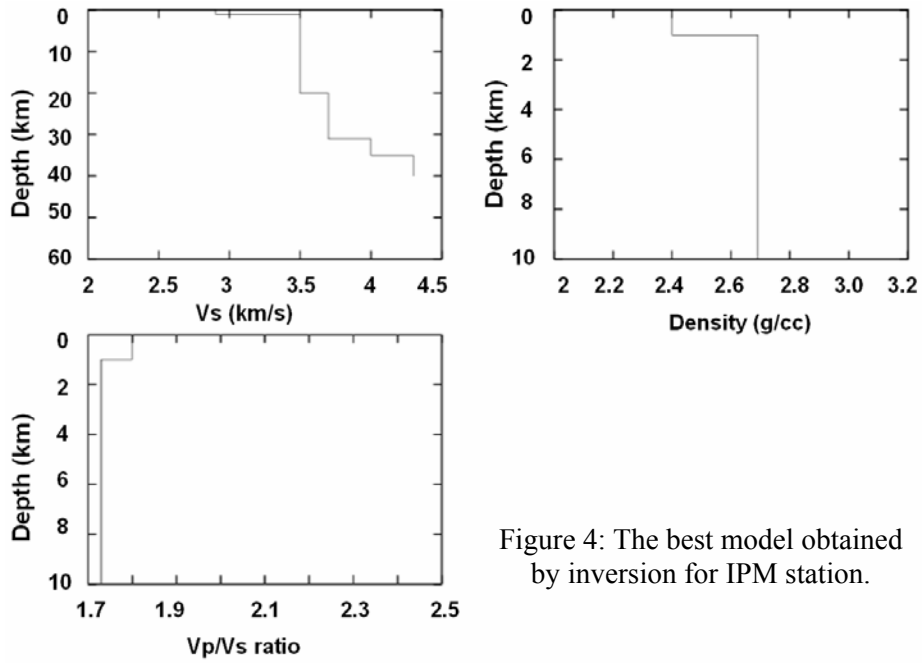 0
10
20
30
40
50
60
Depth (km)
2 2.5 3 3.5 4 4.5
Vs (km/s)
0
2
4
6
8
10
Depth (km)
2 2.2 2.4 2.6 2.8 3.0 3.2
Density (g/cc)
0
2
4
6
8
10
Depth (km)
1.7 1.9 2.1 2.3 2.5
Vp/Vs ratio
Figure 4: The best model obtained
by inversion for IPM station.